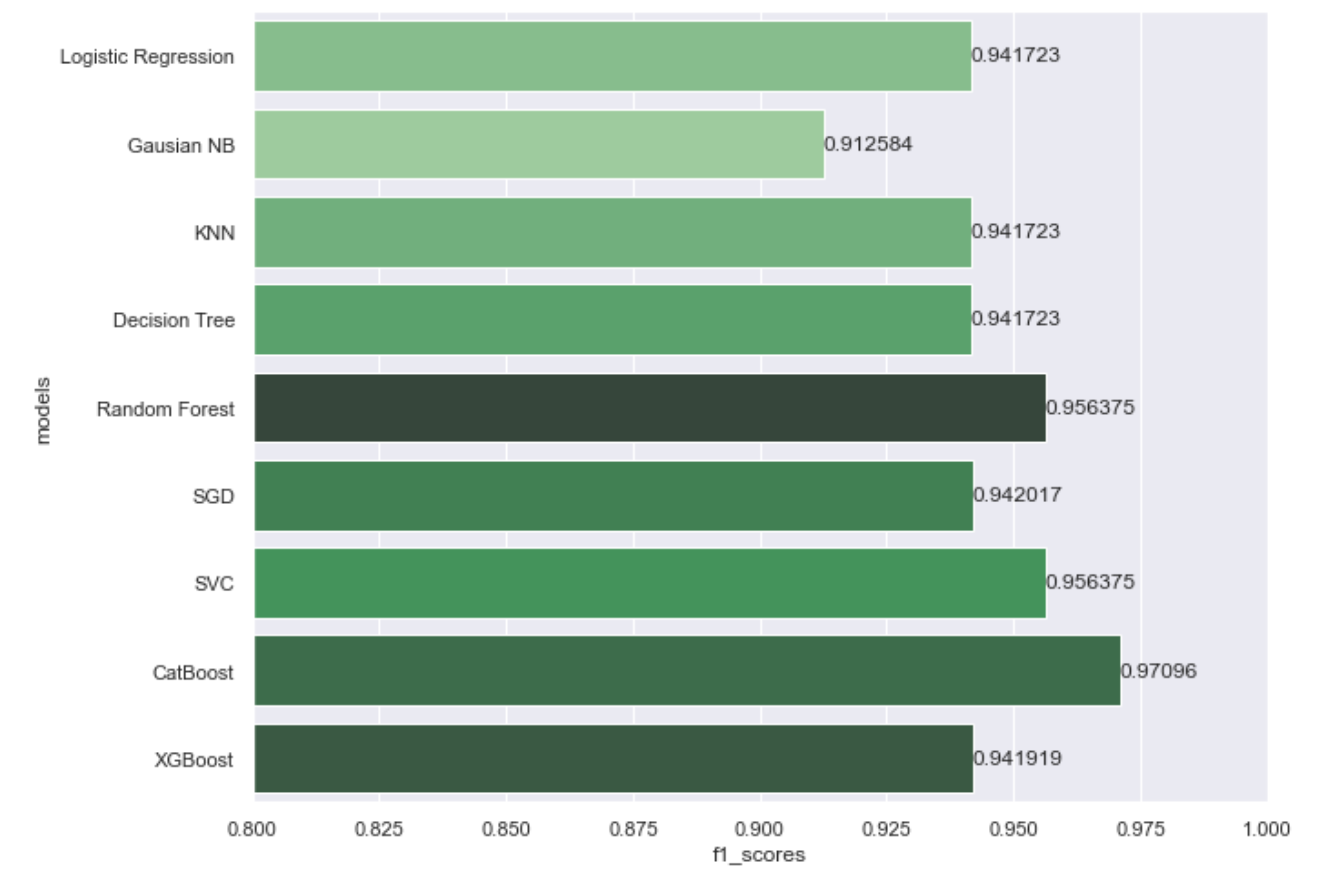 Logistic Regression
0.941723
Gausian NB
0.912584
KNN
0.941723
Decision Tree
0.941723
models
Random Forest
0.956375
SGD
0.942017
SVC
0.956375
CatBoost
0.97096
XGBoost
0.941919
0.800 0.825 0.850 0.875 0.900 0.925 0.950 0.975 1.000
f1_scores